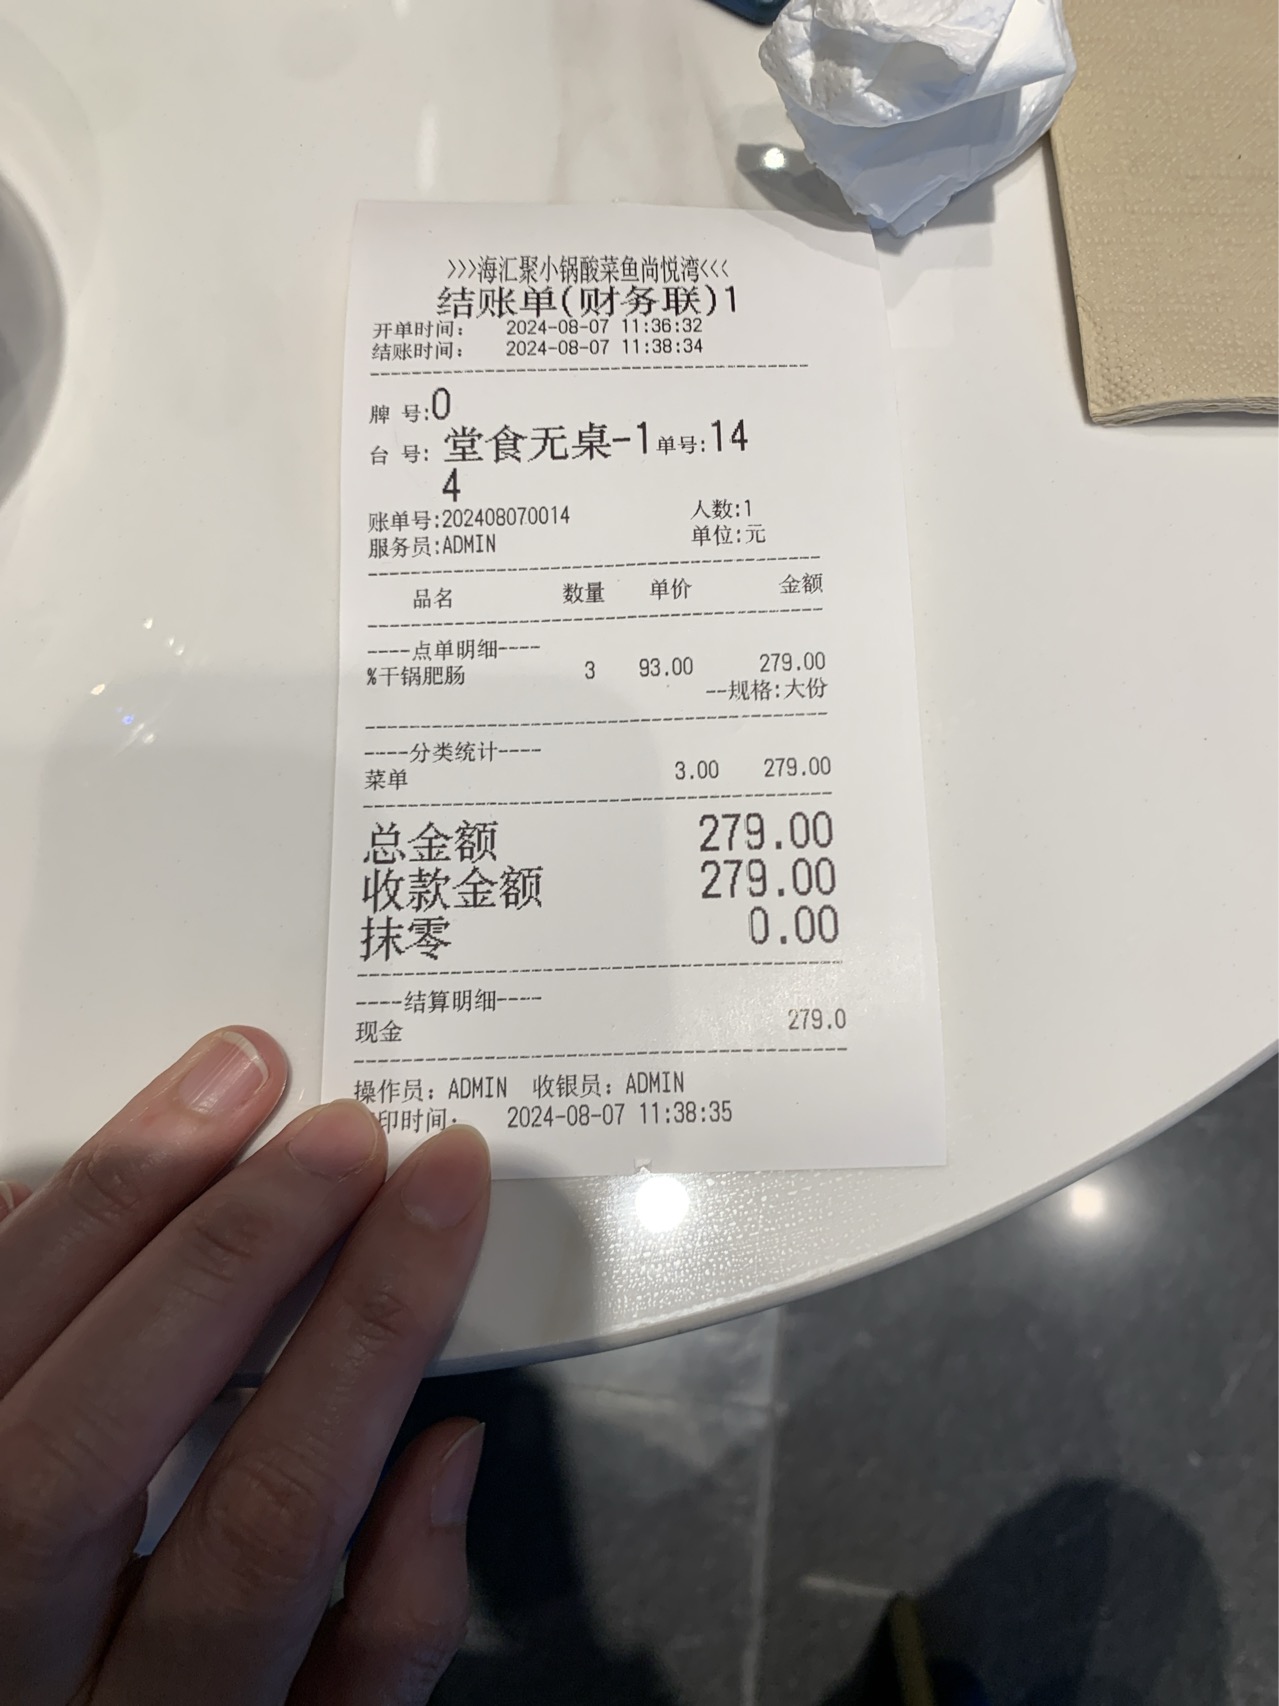 >>>海汇聚小锅酸菜鱼尚悦湾<<<
结账单(财务联)1
开单时间： 2024-08-07 11:36:32
结账时间： 2024-08-07 11:38:34
牌 号:0
台 号: 堂食无桌-1 单号:14
4
账单号:202408070014 人数:1
服务员:ADMIN 单位:元
品名 数量 单价 金额
----点单明细----
%干锅肥肠 3 93.00 279.00
--规格:大份
----分类统计----
菜单 3.00 279.00
总金额 279.00
收款金额 279.00
抹零 0.00
----结算明细----
现金 279.0
操作员：ADMIN 收银员：ADMIN
印时间： 2024-08-07 11:38:35